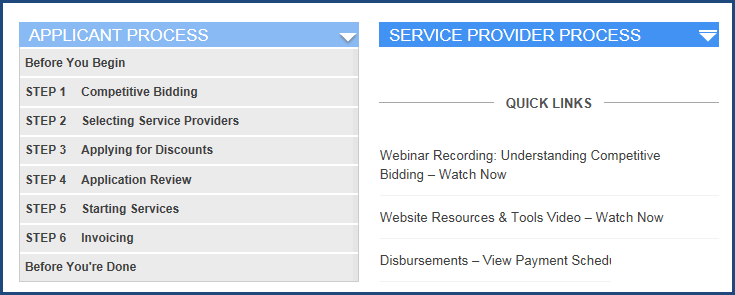 APPLICANT PROCESS
Before You Begin
STEP 1 Competitive Bidding
STEP 2 Selecting Service Providers
STEP 3 Applying for Discounts
STEP 4 Application Review
STEP 5 Starting Services
STEP 6 Invoicing
Before You're Done
SERVICE PROVIDER PROCESS
QUICK LINKS
Webinar Recording: Understanding Competitive
Bidding – Watch Now
Website Resources & Tools Video – Watch Now
Disbursements – View Payment